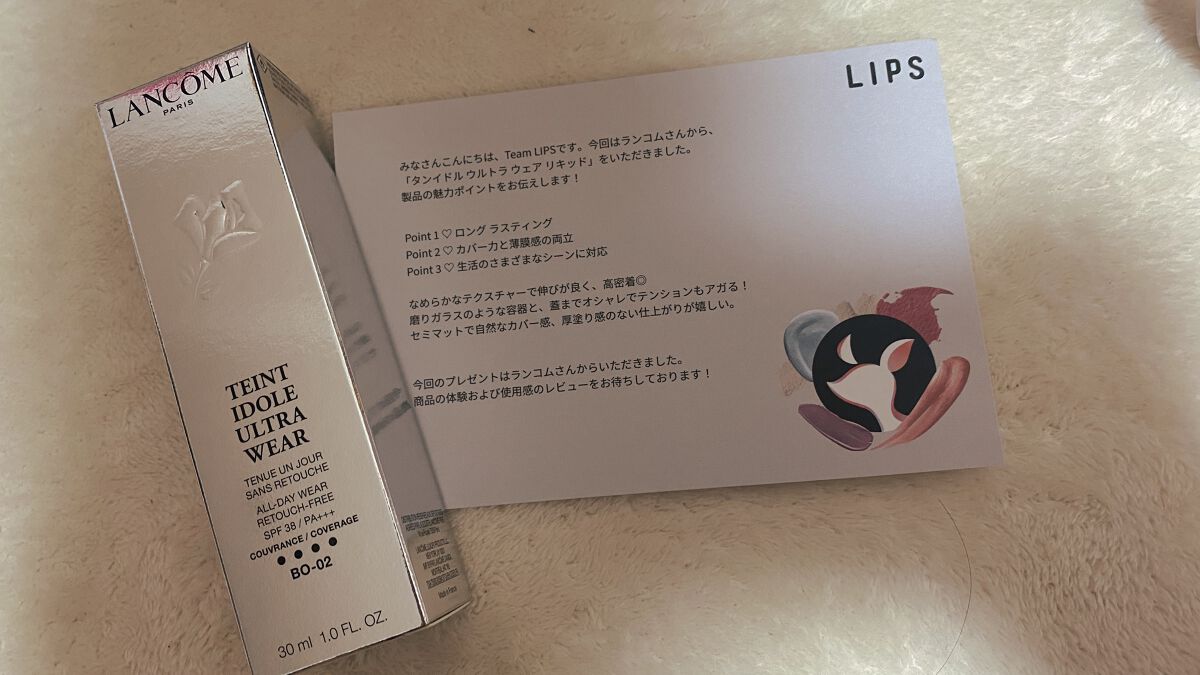 LANCÔME
PARIS
TEINT
IDOLE
ULTRA
WEAR
TENUE UN JOUR
SANS RETOUCHE
ALL-DAY WEAR
RETOUCH-FREE
SPF 38 / PA+++
COUVRANCE / COVERAGE
BO-02
30 ml 1.0 FL. OZ.
LIPS
みなさんこんにちは、Team LIPSです。今回はランコムさんから、
「タンイドル ウルトラ ウェア リキッド」をいただきました。
製品の魅力ポイントをお伝えします！
Point 1 ♡ ロング ラスティング
Point 2 ♡ カバー力と薄膜感の両立
Point 3 ♡ 生活のさまざまなシーンに対応
なめらかなテクスチャーで伸びが良く、高密着◎
磨りガラスのような容器と、蓋までオシャレでテンションもアガる！
セミマットで自然なカバー感、厚塗り感のない仕上がりが嬉しい。
今回のプレゼントはランコムさんからいただきました。
商品の体験および使用感のレビューをお待ちしております！
Made in France